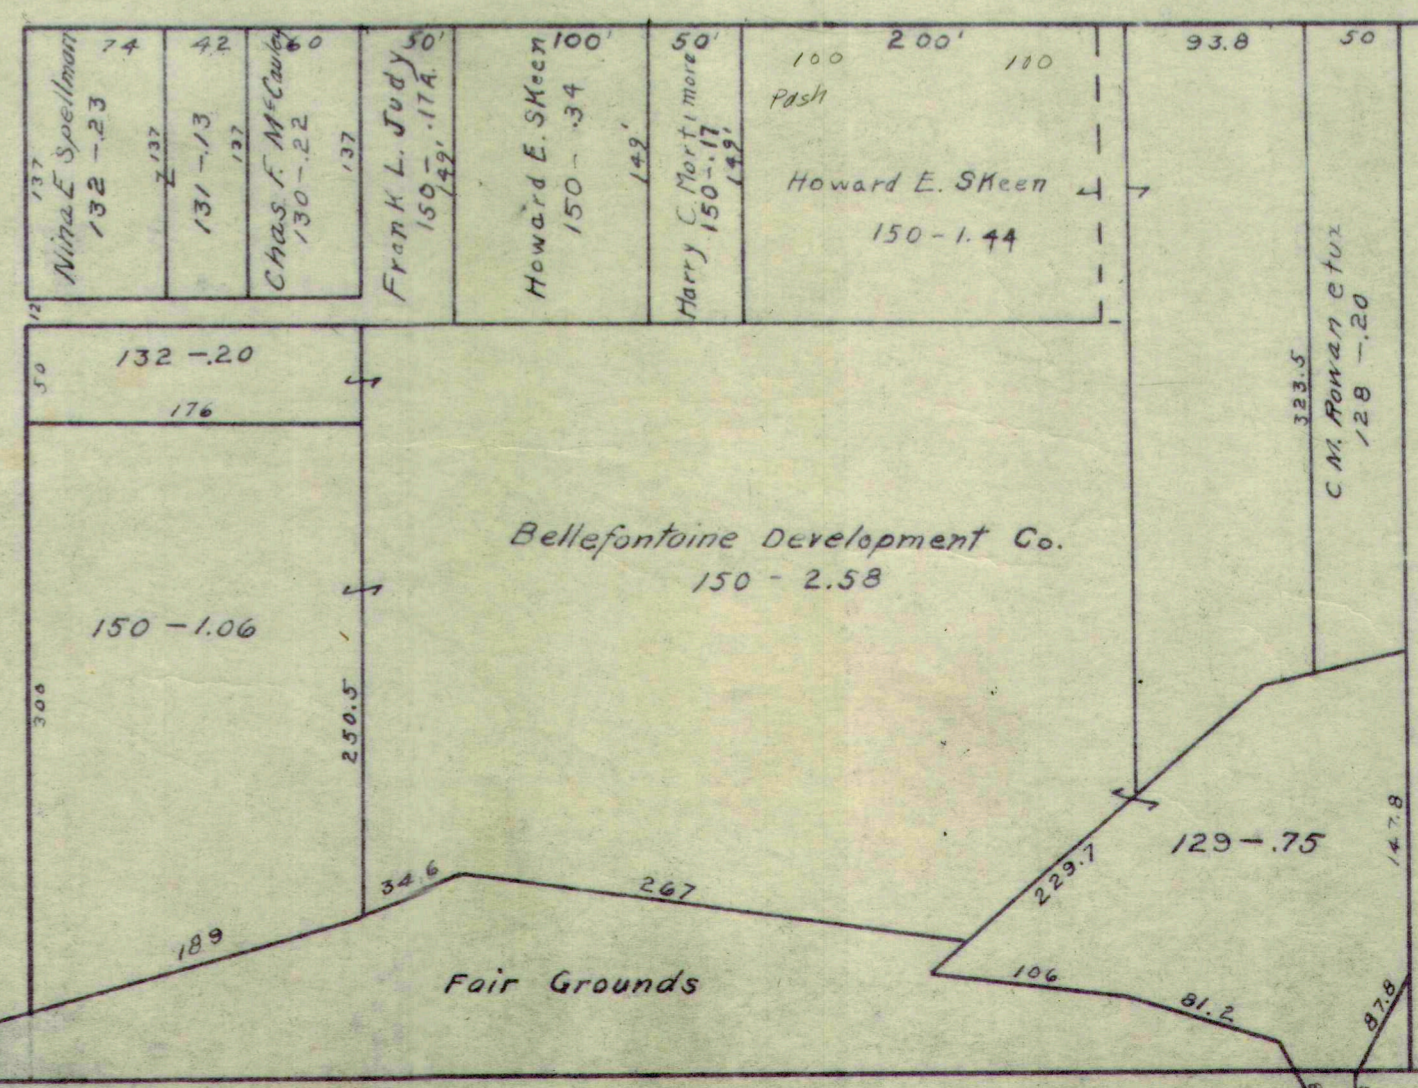 74
42
60
50'
100'
50'
200'
93.8
50
100
100
Pash
Nina E Spellman
132 - .23
137
137
131 - .13
137
Chas. F. McCauley
130 - .22
137
Frank L. Judy
150 - .17A.
149'
Howard E. Skeen
150 - .34
149'
Harry C. Mortimore
150 - .17
149'
Howard E. Skeen
150 - 1.44
C M. Rowan etux
128 - .20
323.5
12
132 - .20
50
176
Bellefontaine Development Co.
150 - 2.58
150 - 1.06
300
250.5
189
34.6
267
229.7
129 - .75
147.8
Fair Grounds
106
81.2
87.8